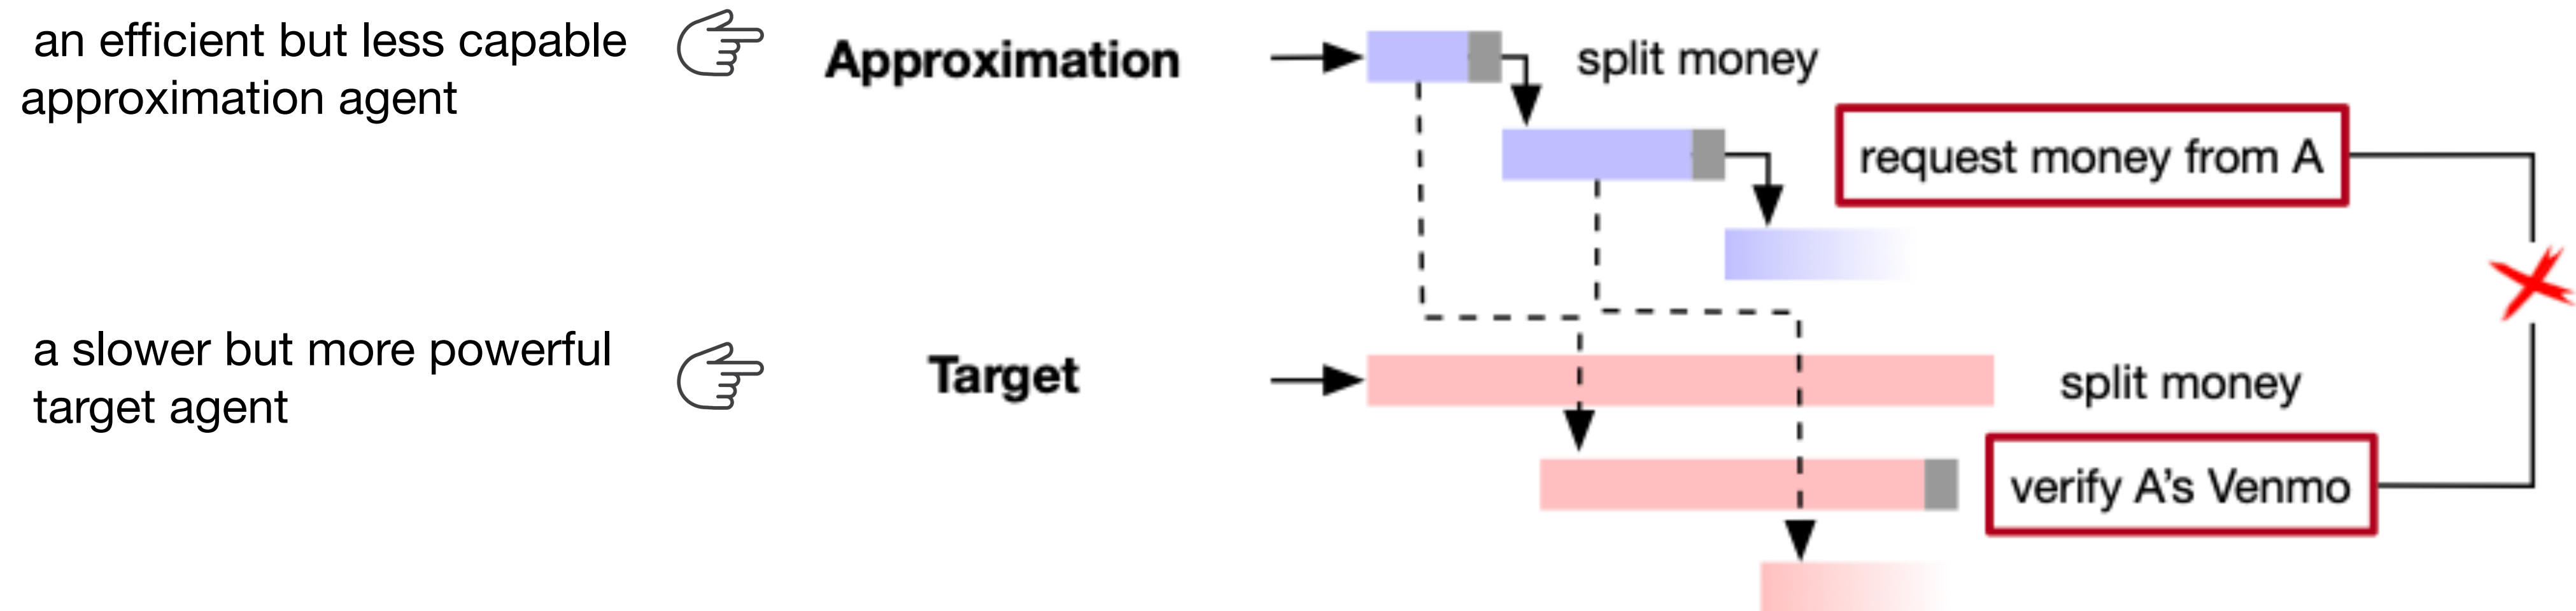 an efficient but less capable
approximation agent
Approximation
split money
request money from A
a slower but more powerful
target agent
Target
split money
verify A's Venmo